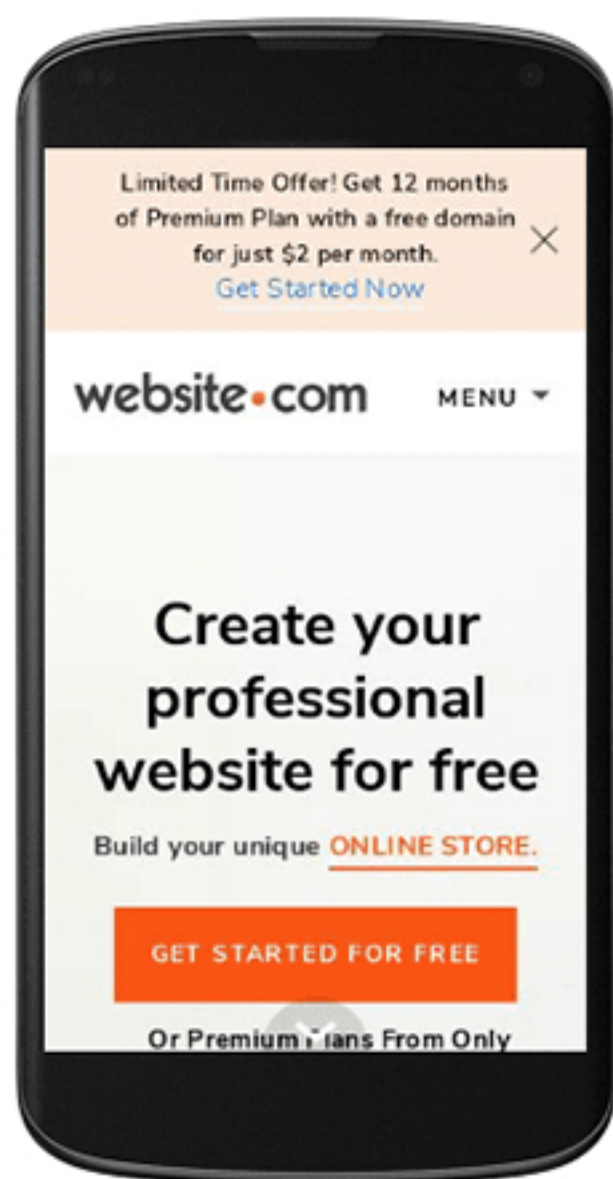 Limited Time Offer! Get 12 months
of Premium Plan with a free domain
for just $2 per month.
Get Started Now
website.com MENU
Create your
professional
website for free
Build your unique ONLINE STORE.
GET STARTED FOR FREE
Or Premium Plans From Only